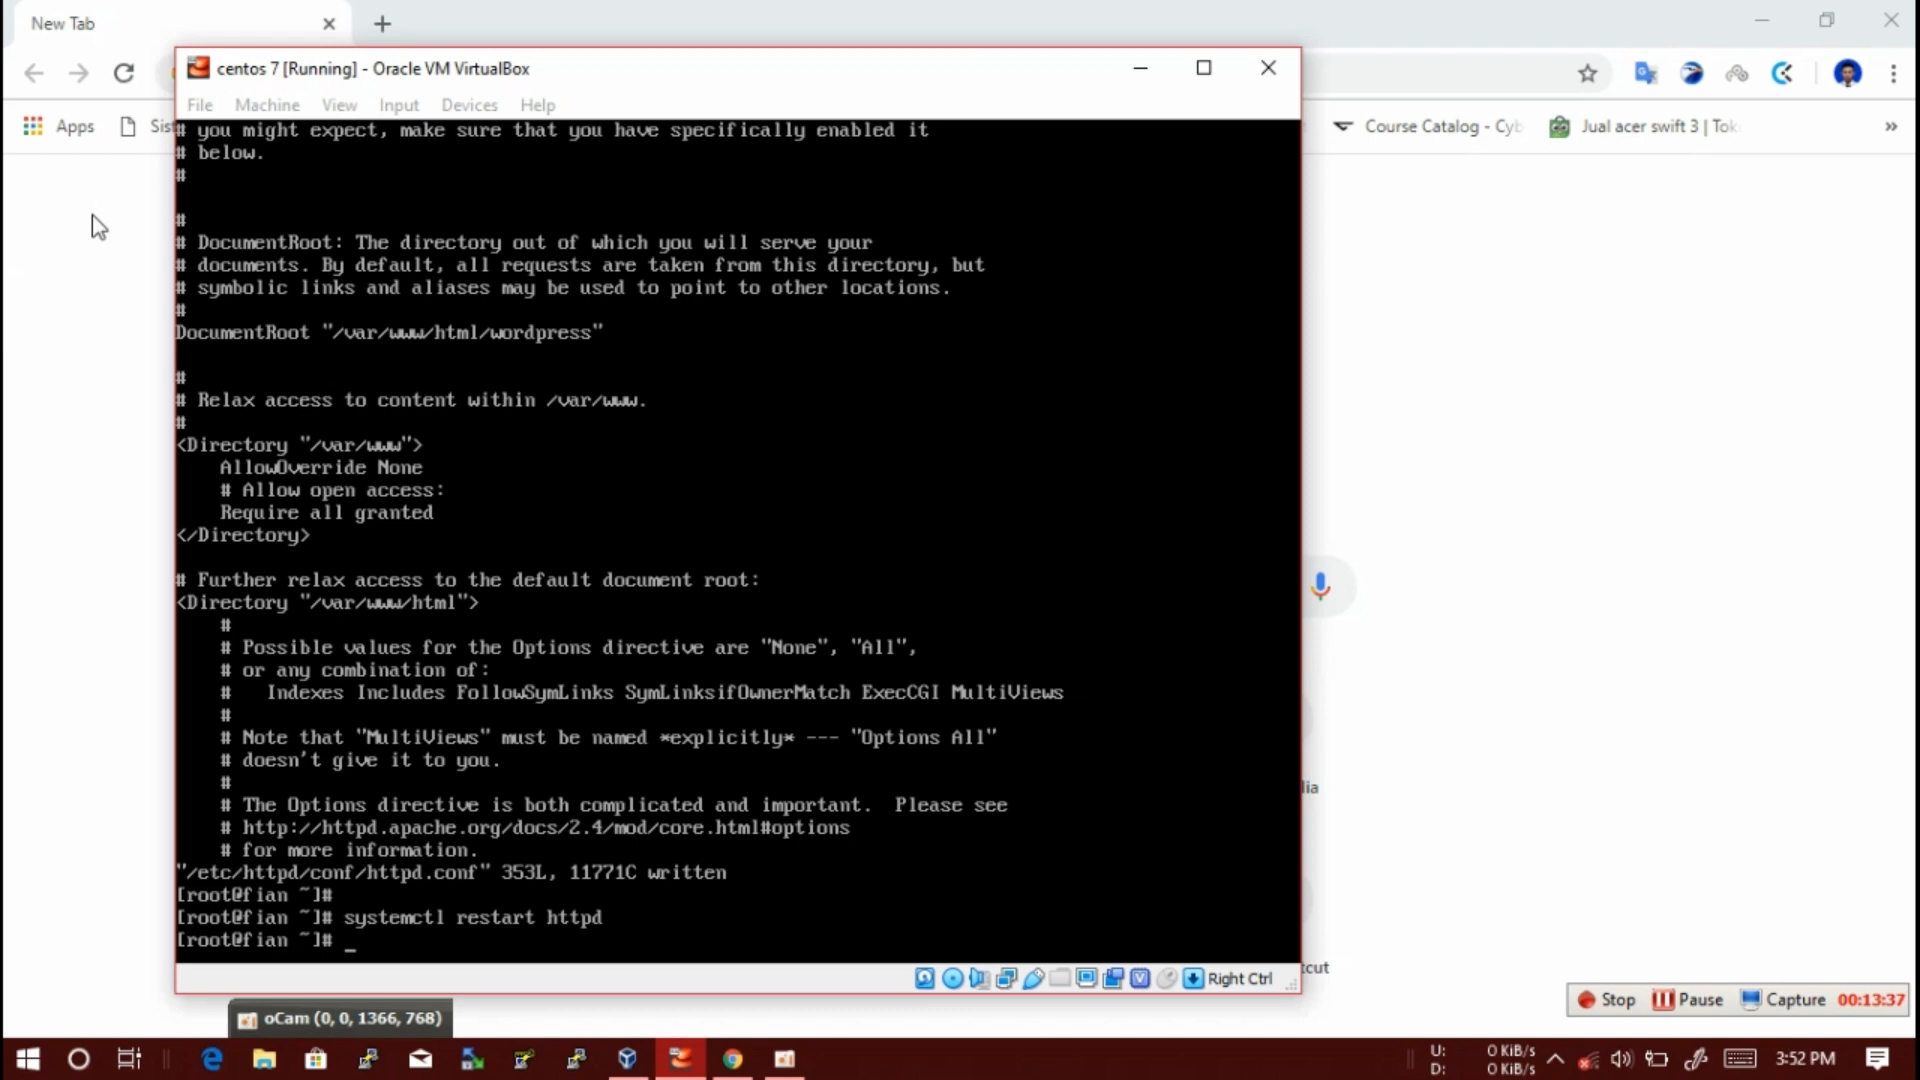 New Tab
centos 7 [Running] - Oracle VM VirtualBox
File Machine View Input Devices Help
Apps
Course Catalog - Cyb
Jual acer swift 3 | Tok
»
# you might expect, make sure that you have specifically enabled it
# below.
#
#
# DocumentRoot: The directory out of which you will serve your
# documents. By default, all requests are taken from this directory, but
# symbolic links and aliases may be used to point to other locations.
#
DocumentRoot "/var/www/html/wordpress"
#
# Relax access to content within /var/www.
#
<Directory "/var/www">
AllowOverride None
# Allow open access:
Require all granted
</Directory>
# Further relax access to the default document root:
<Directory "/var/www/html">
#
# Possible values for the Options directive are "None", "All",
# or any combination of:
#   Indexes Includes FollowSymLinks SymLinksifOwnerMatch ExecCGI MultiViews
#
# Note that "MultiViews" must be named *explicitly* --- "Options All"
# doesn't give it to you.
#
# The Options directive is both complicated and important.  Please see
# http://httpd.apache.org/docs/2.4/mod/core.html#options
# for more information.
"/etc/httpd/conf/httpd.conf" 353L, 11771C written
[root@fian ~]#
[root@fian ~]# systemctl restart httpd
[root@fian ~]# _
Right Ctrl
lia
tcut
oCam (0, 0, 1366, 768)
Stop Pause Capture 00:13:37
U: 0 KiB/s
D: 0 KiB/s
3:52 PM